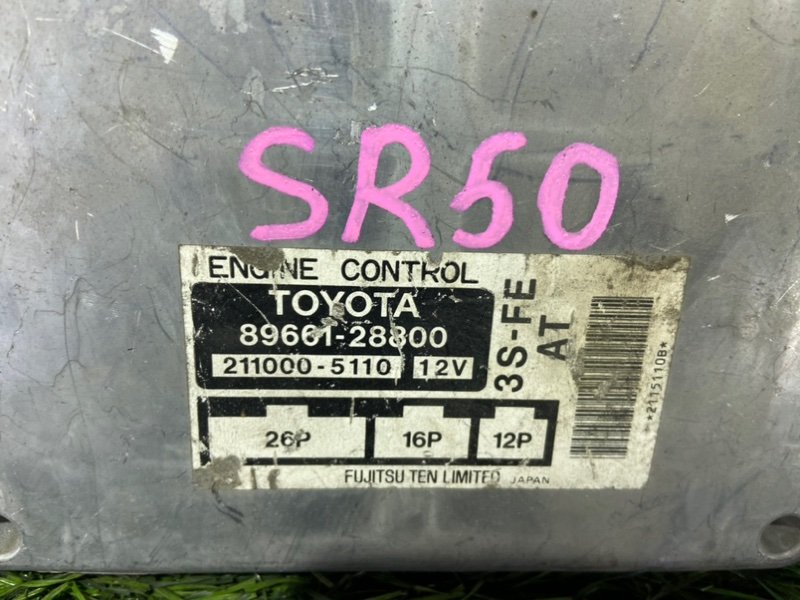 SR50
ENGINE CONTROL
TOYOTA
89661-28800
211000-5110 12V
3S-FE
AT
*2115110B*
26P 16P 12P
FUJITSU TEN LIMITED JAPAN